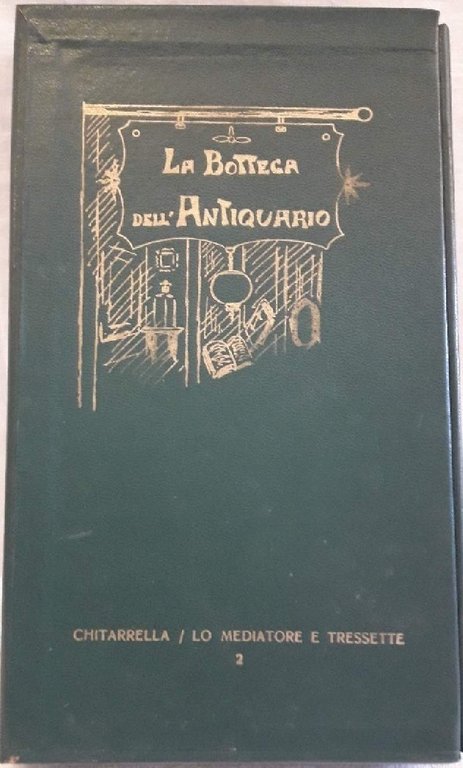 La Bottega
dell'Antiquario
CHITARRELLA / LO MEDIATORE E TRESSETTE
2